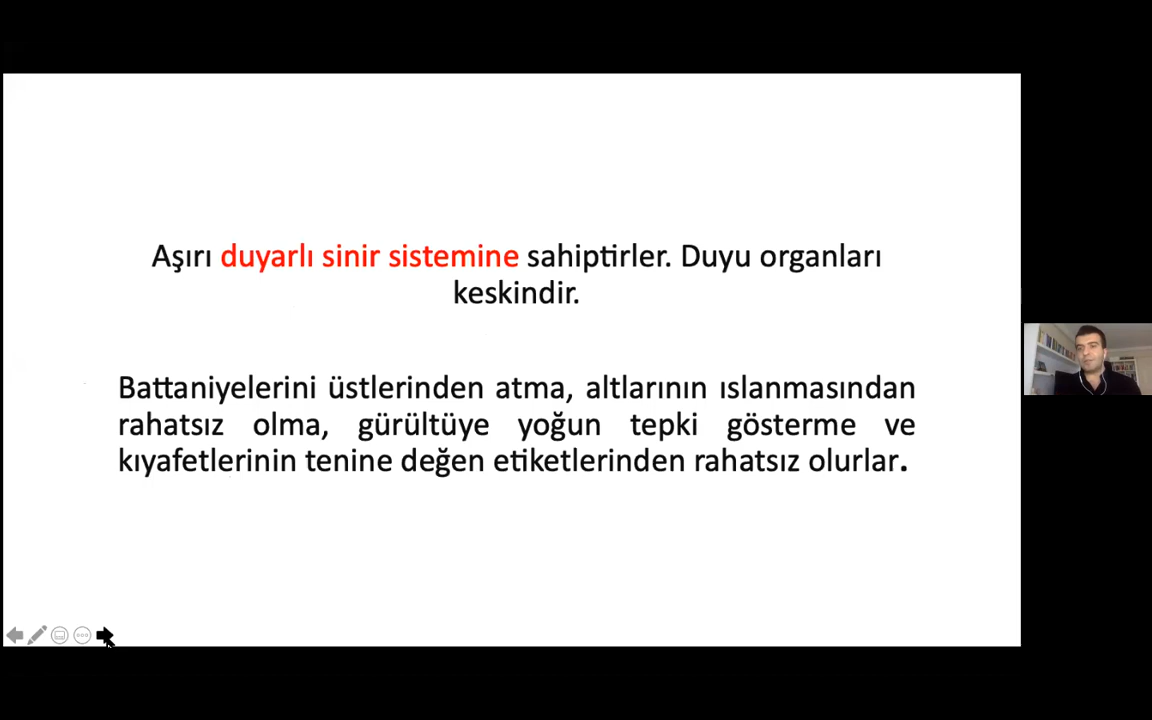 Aşırı duyarlı sinir sistemine sahiptirler. Duyu organları
keskindir.
Battaniyelerini üstlerinden atma, altlarının ıslanmasından
rahatsız olma, gürültüye yoğun tepki gösterme ve
kıyafetlerinin tenine değen etiketlerinden rahatsız olurlar.